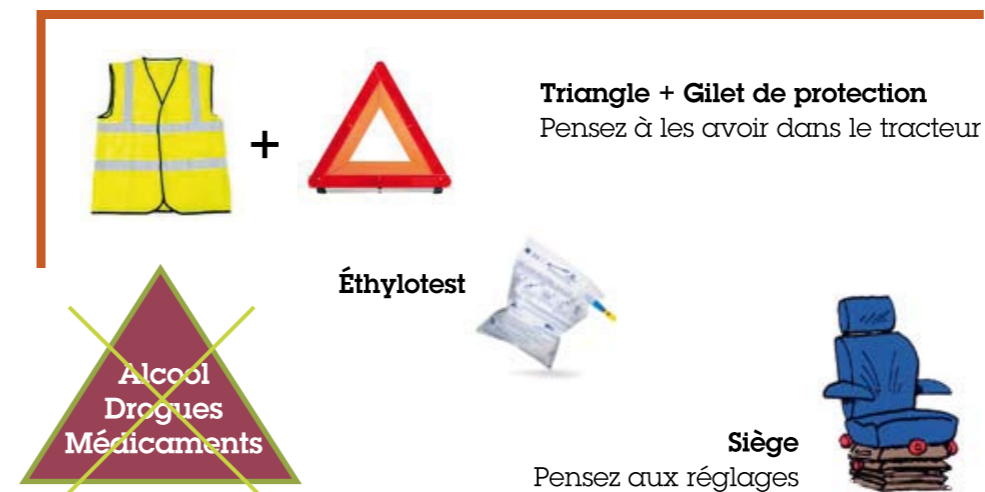 +
Triangle + Gilet de protection
Pensez à les avoir dans le tracteur
Éthylotest
Alcool
Drogues
Médicaments
Siège
Pensez aux réglages